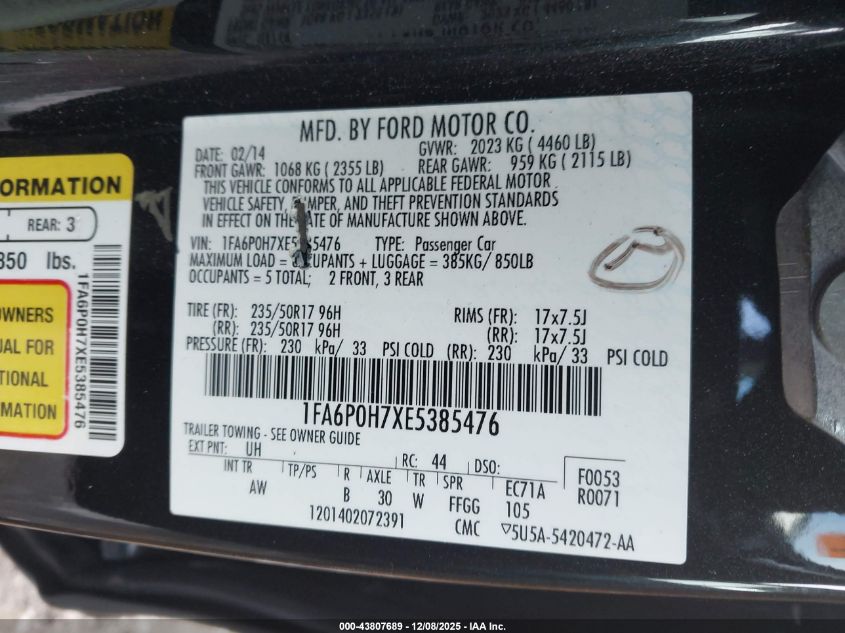 MFD. BY FORD MOTOR CO.
DATE: 02/14 GVWR: 2023 KG ( 4460 LB)
FRONT GAWR: 1068 KG ( 2355 LB) REAR GAWR: 959 KG ( 2115 LB)
THIS VEHICLE CONFORMS TO ALL APPLICABLE FEDERAL MOTOR
VEHICLE SAFETY, AND THEFT PREVENTION STANDARDS
IN EFFECT ON THE OF MANUFACTURE SHOWN ABOVE.
VIN: 1FA6P0H7XE5385476 TYPE: Passenger Car
MAXIMUM LOAD = + LUGGAGE = 385KG/ 850LB
OCCUPANTS = 5 TOTAL; 2 FRONT, 3 REAR
TIRE (FR): 235/50R17 96H RIMS (FR): 17x7.5J
(RR): 235/50R17 96H (RR): 17x7.5J
PRESSURE (FR): 230 kPa/ 33 PSI COLD (RR): 230 kPa/ 33 PSI COLD
1FA6P0H7XE5385476
TRAILER TOWING - SEE OWNER GUIDE
EXT PNT: UH RC: 44 DSO: F0053
INT TR TP/PS R AXLE TR SPR EC71A R0071
AW B 30 W FFGG 105
1201402072391 CMC ▽5U5A-5420472-AA
ORMATION
REAR: 3
850 lbs.
1FA6P0H7XE5385476
OWNERS
UAL FOR
TIONAL
RMATION
000-43807689 - 12/08/2025 - IAA Inc.